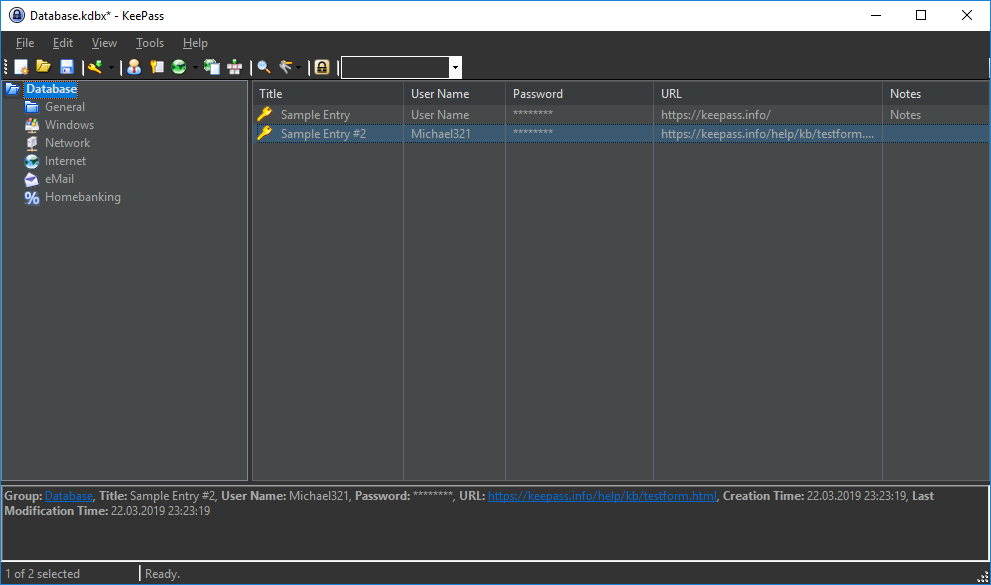 Database.kdbx* - KeePass
File Edit View Tools Help
Database
General
Windows
Network
Internet
eMail
Homebanking
Title User Name Password URL Notes
Sample Entry User Name ******** https://keepass.info/ Notes
Sample Entry #2 Michael321 ******** https://keepass.info/help/kb/testform....
Group: Database, Title: Sample Entry #2, User Name: Michael321, Password: ********, URL: https://keepass.info/help/kb/testform.html, Creation Time: 22.03.2019 23:23:19, Last
Modification Time: 22.03.2019 23:23:19
1 of 2 selected Ready.